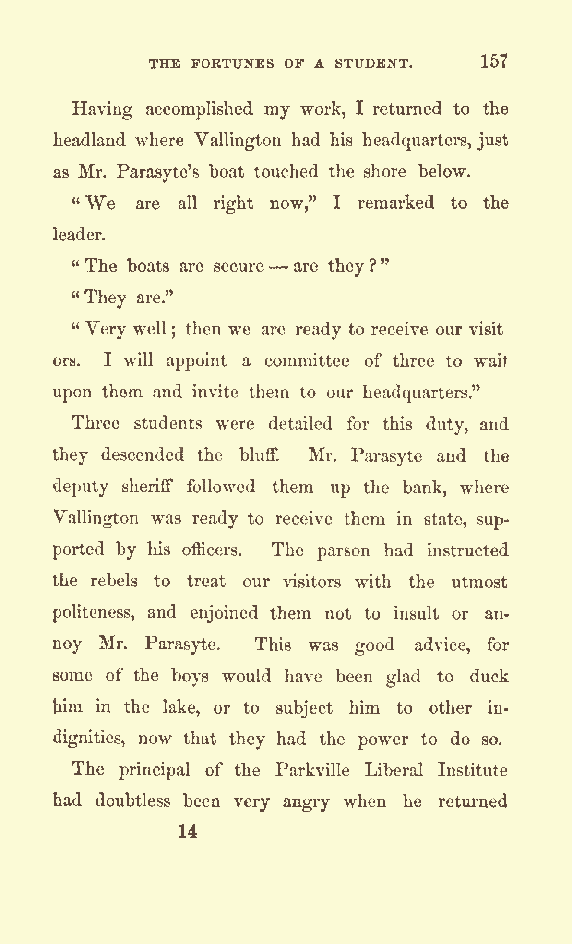 THE FORTUNES OF A STUDENT. 157
Having accomplished my work, I returned to the
headland where Vallington had his headquarters, just
as Mr. Parasyte's boat touched the shore below.
"We are all right now," I remarked to the
leader.
"The boats are secure — are they?"
"They are."
"Very well; then we are ready to receive our visit
ors. I will appoint a committee of three to wait
upon them and invite them to our headquarters."
Three students were detailed for this duty, and
they descended the bluff. Mr. Parasyte and the
deputy sheriff followed them up the bank, where
Vallington was ready to receive them in state, sup-
ported by his officers. The parson had instructed
the rebels to treat our visitors with the utmost
politeness, and enjoined them not to insult or an-
noy Mr. Parasyte. This was good advice, for
some of the boys would have been glad to duck
him in the lake, or to subject him to other in-
dignities, now that they had the power to do so.
The principal of the Parkville Liberal Institute
had doubtless been very angry when he returned
14